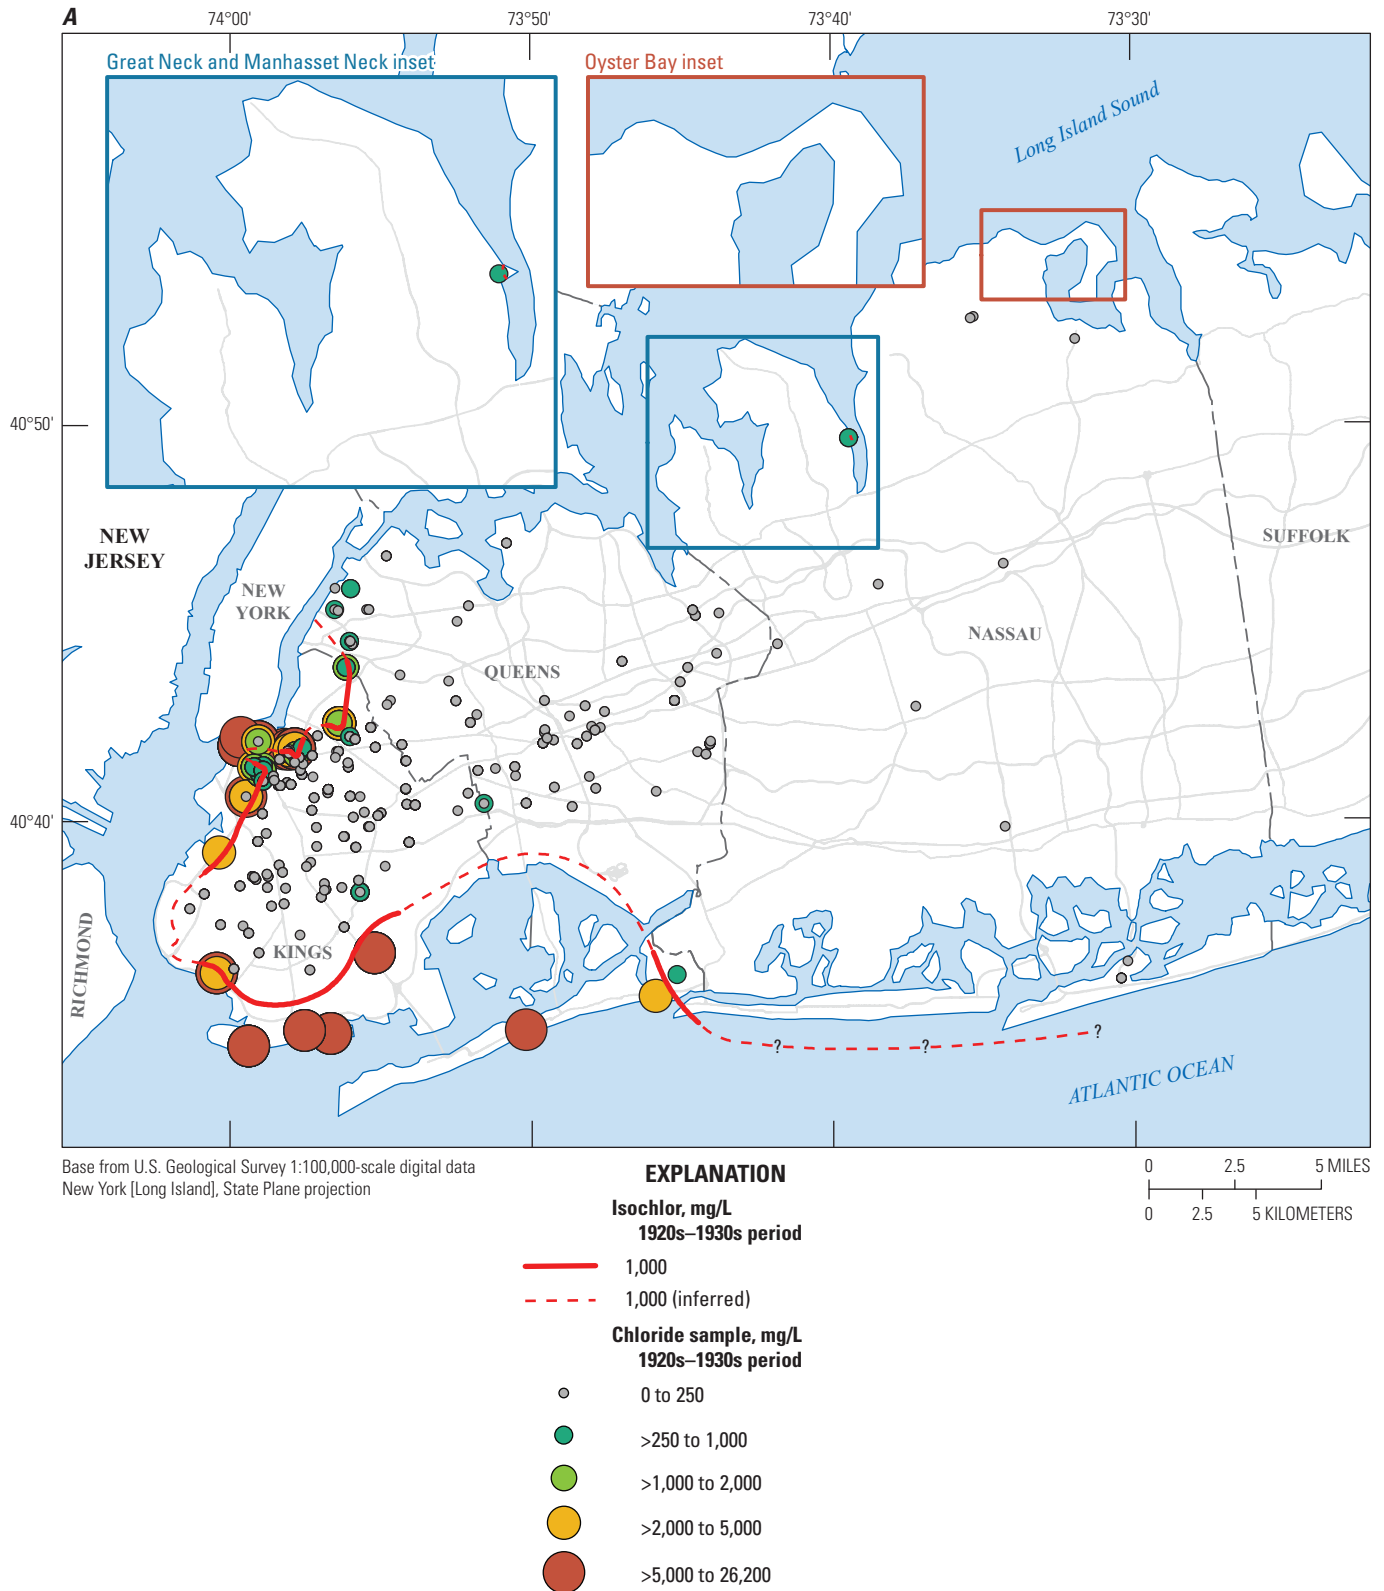 A
74°00'
73°50'
73°40'
73°30'
Great Neck and Manhasset Neck inset
Oyster Bay inset
Long Island Sound
40°50'
NEW
JERSEY
SUFFOLK
NEW
YORK
NASSAU
QUEENS
40°40'
RICHMOND
KINGS
?
?
?
ATLANTIC OCEAN
Base from U.S. Geological Survey 1:100,000-scale digital data
New York [Long Island], State Plane projection
EXPLANATION
0 2.5 5 MILES
0 2.5 5 KILOMETERS
Isochlor, mg/L
1920s–1930s period
1,000
1,000 (inferred)
Chloride sample, mg/L
1920s–1930s period
0 to 250
>250 to 1,000
>1,000 to 2,000
>2,000 to 5,000
>5,000 to 26,200